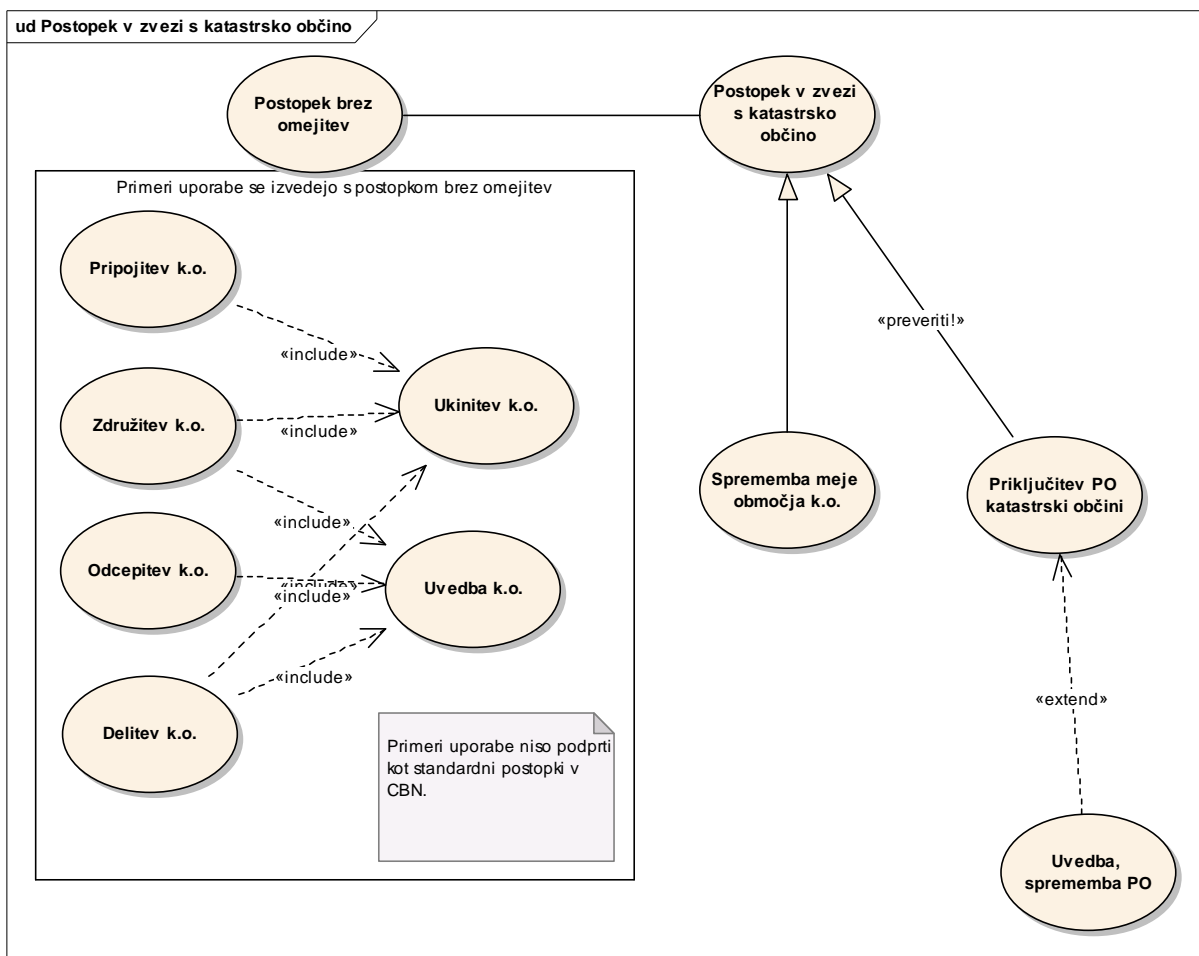 ud Postopek v zvezi s katastrsko občino
Postopek brez
omejitev
Postopek v zvezi
s katastrsko
občino
Primeri uporabe se izvedejo s postopkom brez omejitev
Pripojitev k.o.
«include»
Združitev k.o.
«include»
Ukinitev k.o.
«include»
Odcepitev k.o.
«include»
«include»
Uvedba k.o.
«include»
Delitev k.o.
Primeri uporabe niso podprti
kot standardni postopki v
CBN.
«preveriti!»
Sprememba meje
območja k.o.
Priključitev PO
katastrski občini
«extend»
Uvedba,
sprememba PO